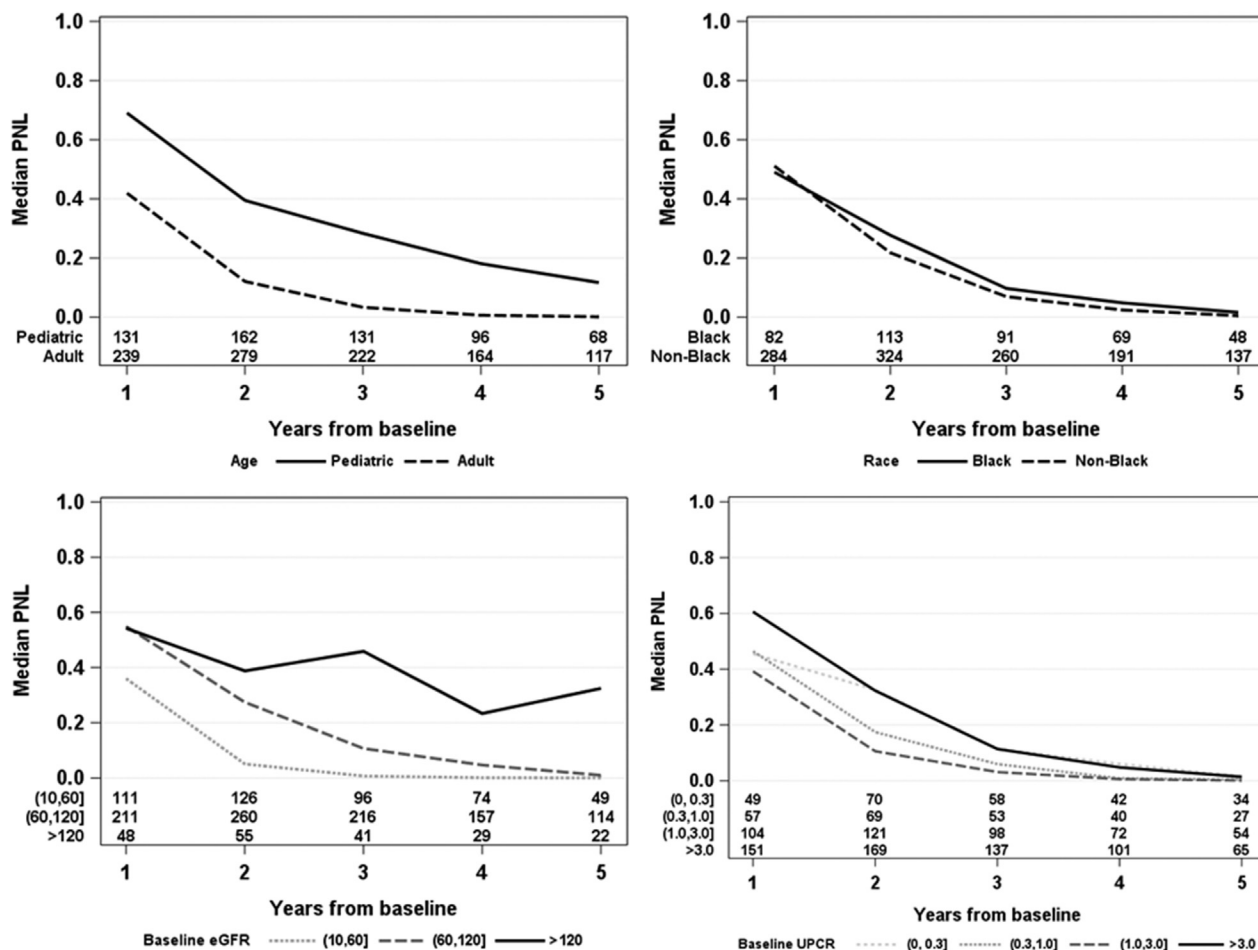 1.0
0.8
0.6
0.4
0.2
0.0
Median PNL
Pediatric 131 162 131 96 68
Adult 239 279 222 164 117
1 2 3 4 5
Years from baseline
Age Pediatric Adult
1.0
0.8
0.6
0.4
0.2
0.0
Median PNL
Black 82 113 91 69 48
Non-Black 284 324 260 191 137
1 2 3 4 5
Years from baseline
Race Black Non-Black
1.0
0.8
0.6
0.4
0.2
0.0
Median PNL
(10,60] 111 126 96 74 49
(60,120] 211 260 216 157 114
>120 48 55 41 29 22
1 2 3 4 5
Years from baseline
Baseline eGFR (10,60] (60,120] >120
1.0
0.8
0.6
0.4
0.2
0.0
Median PNL
(0, 0.3] 49 70 58 42 34
(0.3,1.0] 57 69 53 40 27
(1.0,3.0] 104 121 98 72 54
>3.0 151 169 137 101 65
1 2 3 4 5
Years from baseline
Baseline UPCR (0, 0.3] (0.3,1.0] (1.0,3.0] >3.0